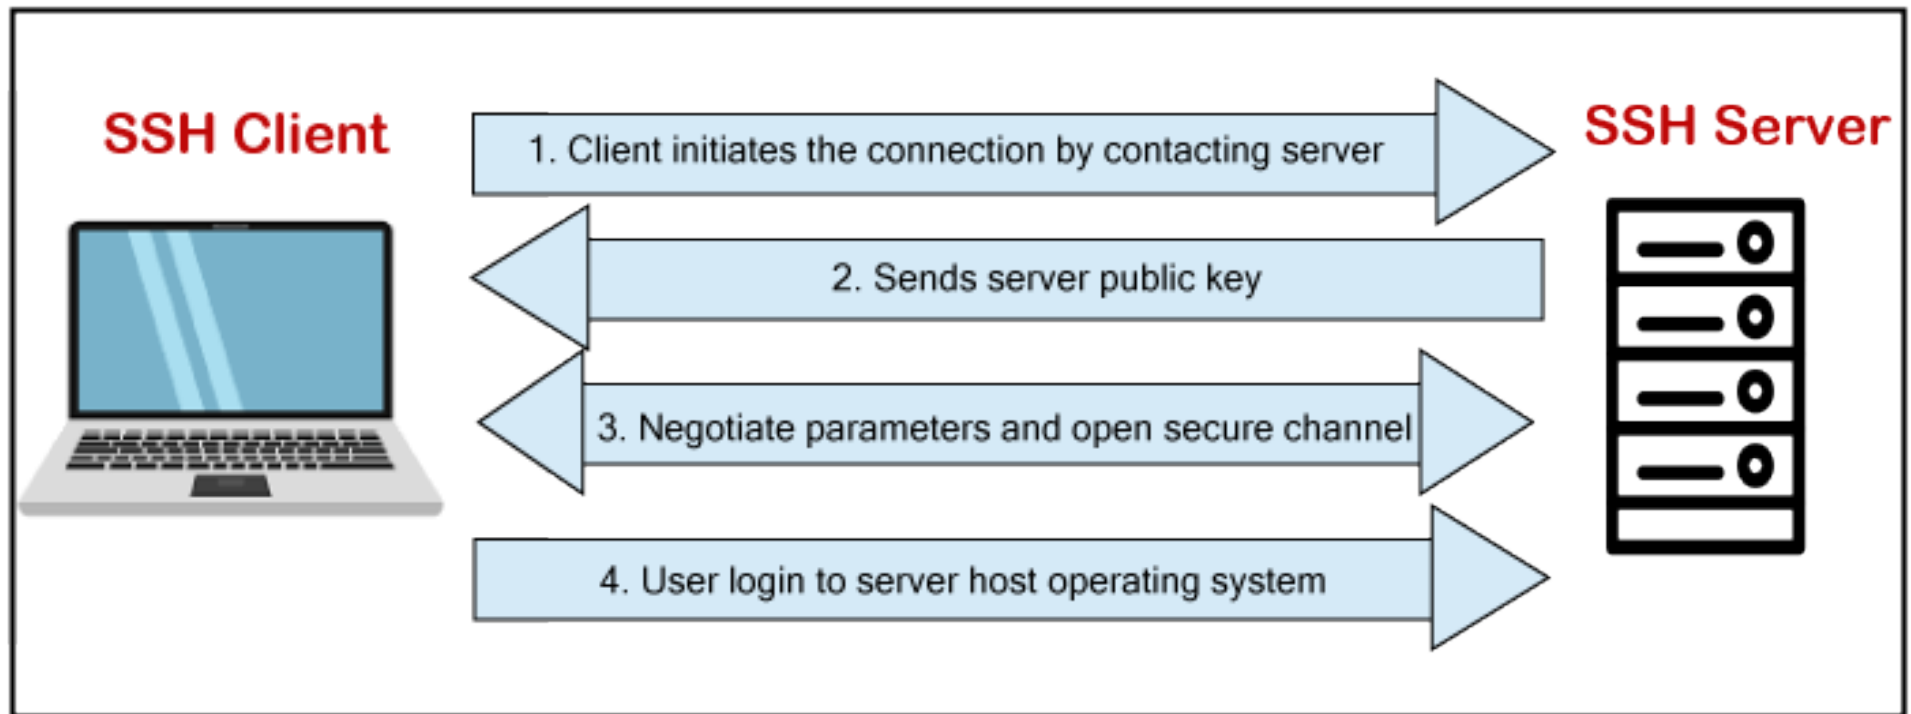 SSH Client
SSH Server
1. Client initiates the connection by contacting server
2. Sends server public key
3. Negotiate parameters and open secure channel
4. User login to server host operating system